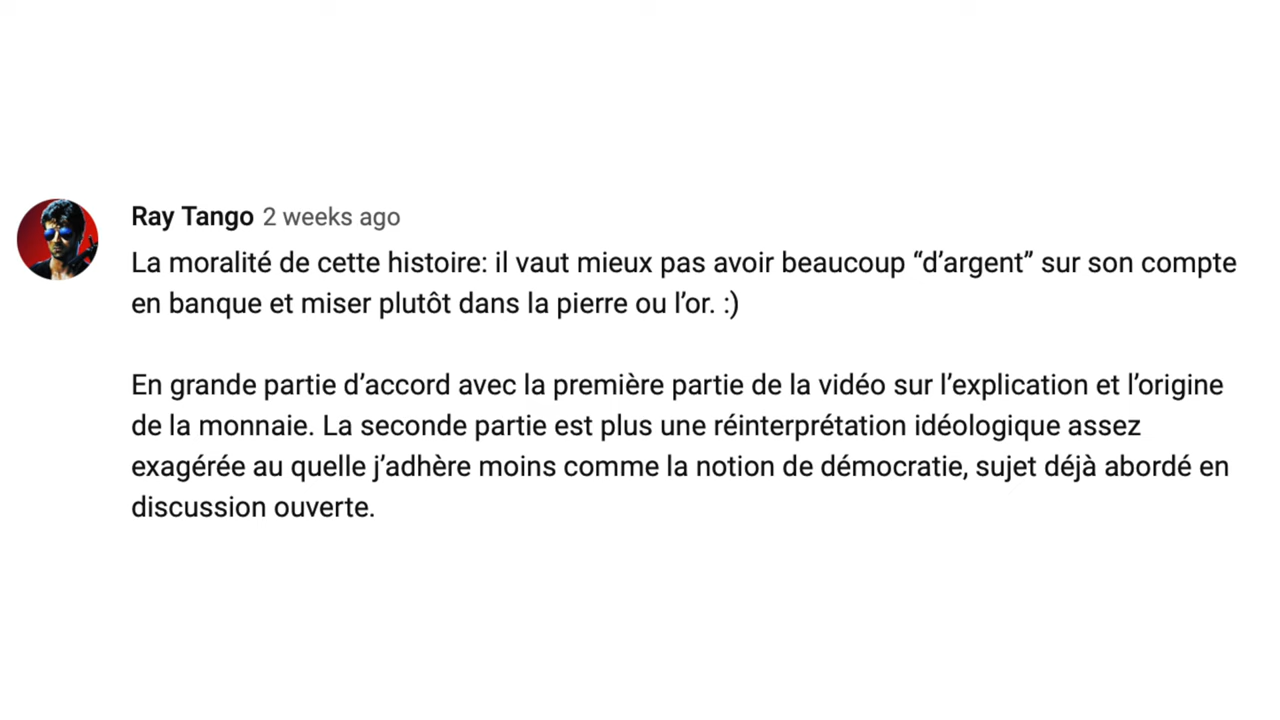 Ray Tango 2 weeks ago
La moralité de cette histoire: il vaut mieux pas avoir beaucoup “d’argent” sur son compte
en banque et miser plutôt dans la pierre ou l’or. :)
En grande partie d’accord avec la première partie de la vidéo sur l’explication et l’origine
de la monnaie. La seconde partie est plus une réinterprétation idéologique assez
exagérée au quelle j’adhère moins comme la notion de démocratie, sujet déjà abordé en
discussion ouverte.